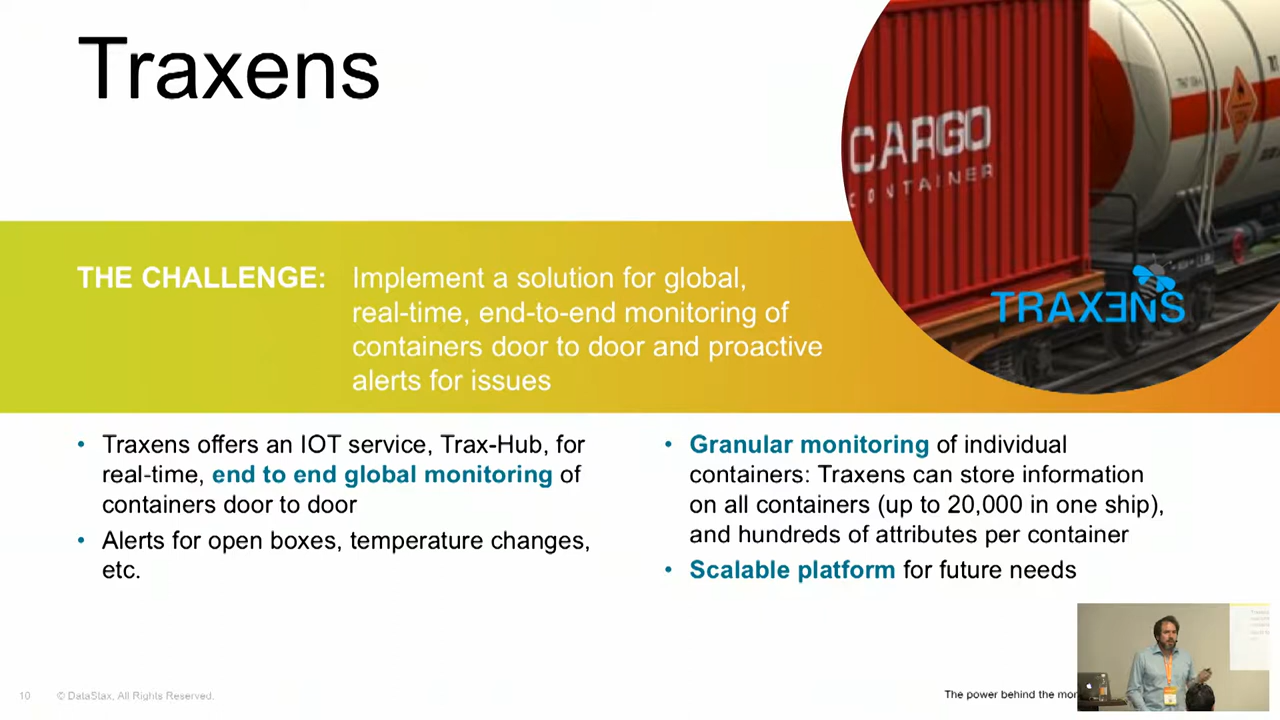 Traxens
CARGO
CONTAINER
TRAXENS
THE CHALLENGE: Implement a solution for global,
real-time, end-to-end monitoring of
containers door to door and proactive
alerts for issues
• Traxens offers an IOT service, Trax-Hub, for
real-time, end to end global monitoring of
containers door to door
• Alerts for open boxes, temperature changes,
etc.
• Granular monitoring of individual
containers: Traxens can store information
on all containers (up to 20,000 in one ship),
and hundreds of attributes per container
• Scalable platform for future needs
10 © DataStax, All Rights Reserved.
The power behind the